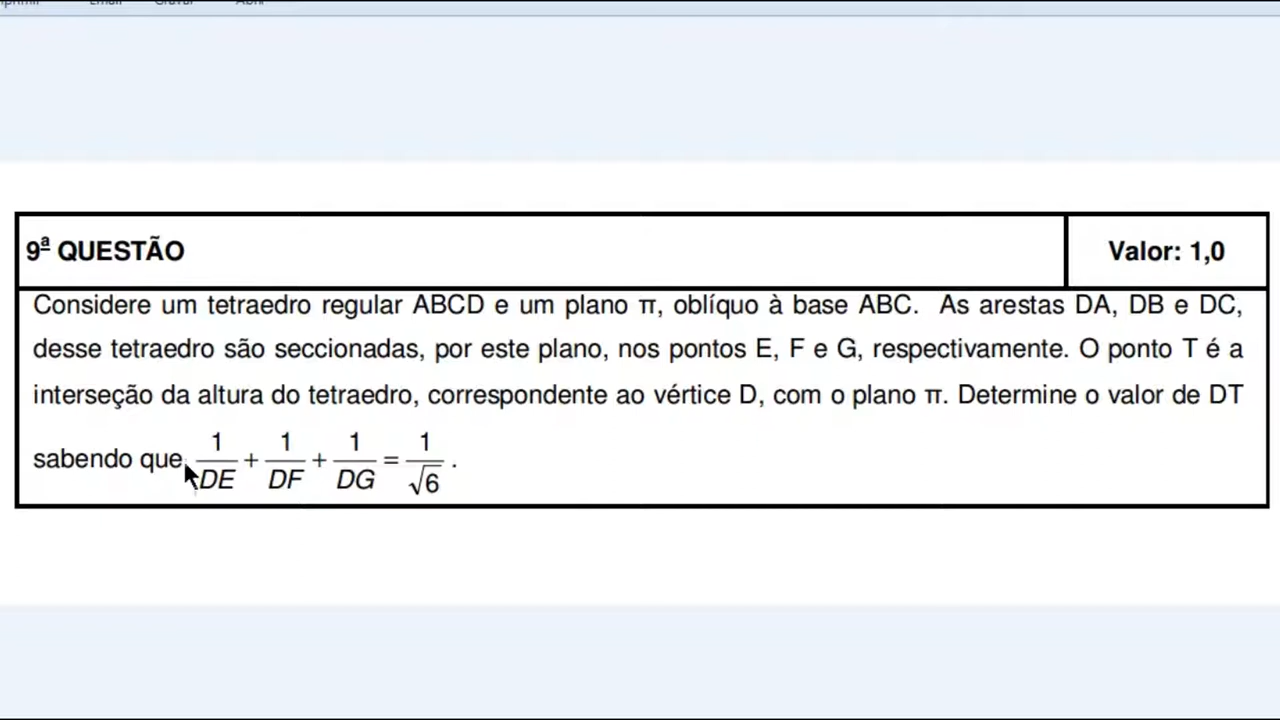 9ª QUESTÃO
Valor: 1,0
Considere um tetraedro regular ABCD e um plano π, oblíquo à base ABC. As arestas DA, DB e DC,
desse tetraedro são seccionadas, por este plano, nos pontos E, F e G, respectivamente. O ponto T é a
interseção da altura do tetraedro, correspondente ao vértice D, com o plano π. Determine o valor de DT
sabendo que 1/DE + 1/DF + 1/DG = 1/√6 .